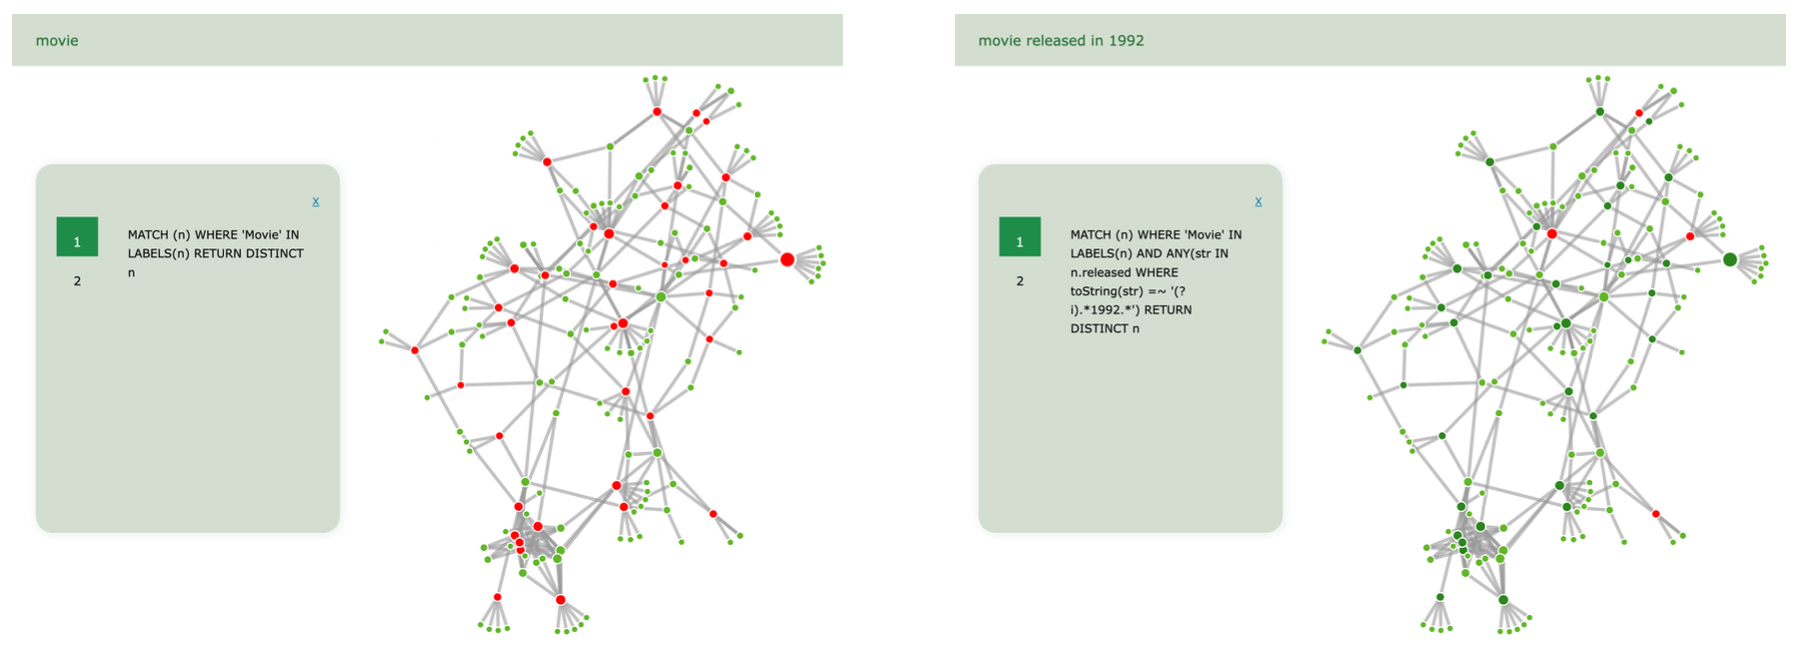 movie
x
1
MATCH (n) WHERE 'Movie' IN
LABELS(n) RETURN DISTINCT
n
2
movie released in 1992
x
1
MATCH (n) WHERE 'Movie' IN
LABELS(n) AND ANY(str IN
n.released WHERE
toString(str) =~ '(?
i).*1992.*') RETURN
DISTINCT n
2